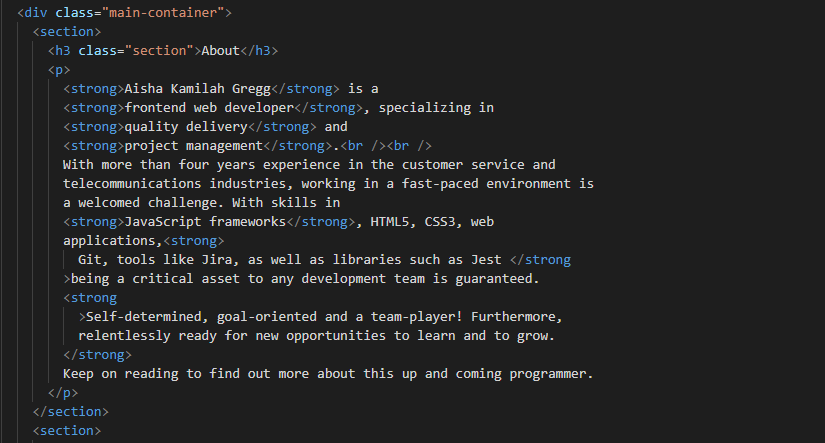 <div class="main-container">
<section>
<h3 class="section">About</h3>
<p>
<strong>Aisha Kamilah Gregg</strong> is a
<strong>frontend web developer</strong>, specializing in
<strong>quality delivery</strong> and
<strong>project management</strong>.<br /><br />
With more than four years experience in the customer service and
telecommunications industries, working in a fast-paced environment is
a welcomed challenge. With skills in
<strong>JavaScript frameworks</strong>, HTML5, CSS3, web
applications,<strong>
Git, tools like Jira, as well as libraries such as Jest </strong
>being a critical asset to any development team is guaranteed.
<strong
>Self-determined, goal-oriented and a team-player! Furthermore,
relentlessly ready for new opportunities to learn and to grow.
</strong>
Keep on reading to find out more about this up and coming programmer.
</p>
</section>
<section>